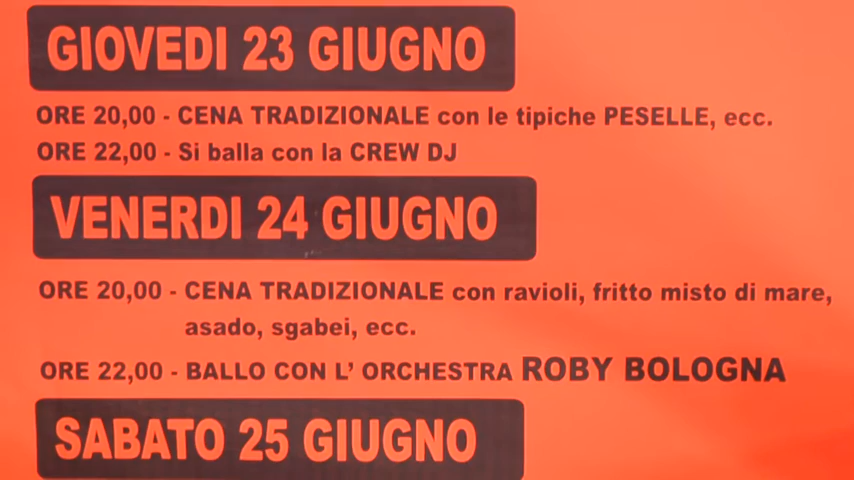 GIOVEDI 23 GIUGNO
ORE 20,00 - CENA TRADIZIONALE con le tipiche PESELLE, ecc.
ORE 22,00 - Si balla con la CREW DJ
VENERDI 24 GIUGNO
ORE 20,00 - CENA TRADIZIONALE con ravioli, fritto misto di mare,
asado, sgabei, ecc.
ORE 22,00 - BALLO CON L' ORCHESTRA ROBY BOLOGNA
SABATO 25 GIUGNO